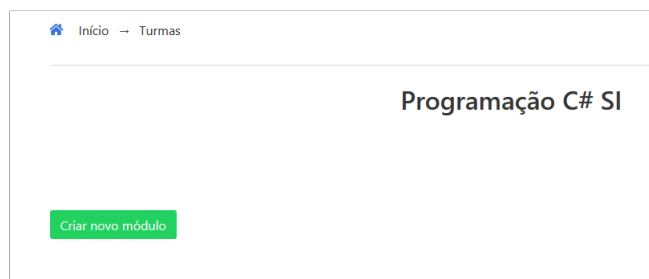 Início → Turmas
Programação C# SI
Criar novo módulo